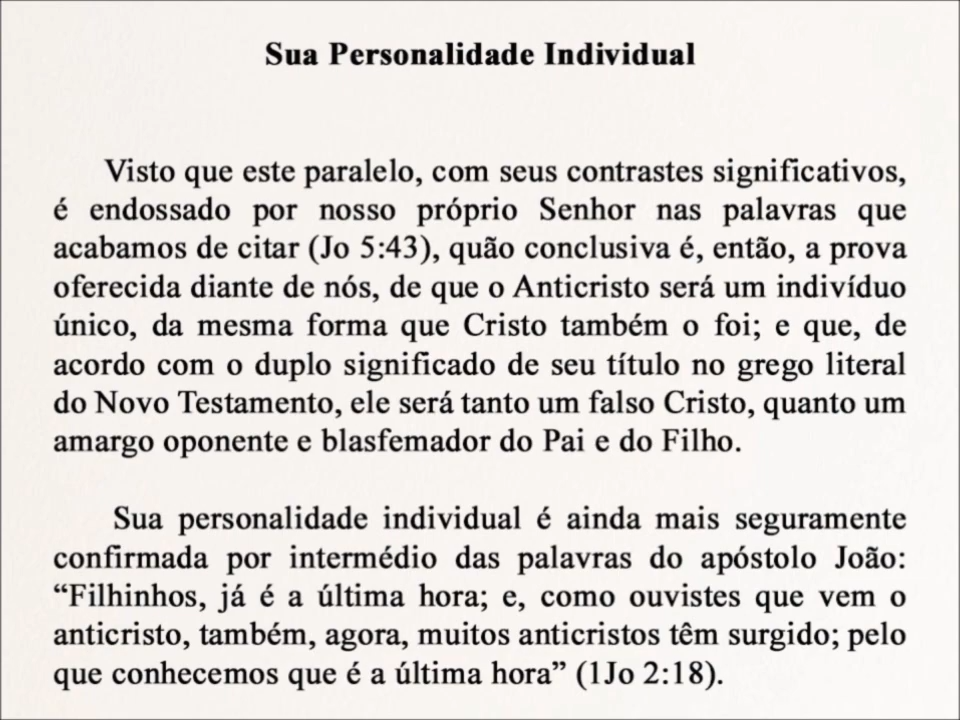 Sua Personalidade Individual
Visto que este paralelo, com seus contrastes significativos,
é endossado por nosso próprio Senhor nas palavras que
acabamos de citar (Jo 5:43), quão conclusiva é, então, a prova
oferecida diante de nós, de que o Anticristo será um indivíduo
único, da mesma forma que Cristo também o foi; e que, de
acordo com o duplo significado de seu título no grego literal
do Novo Testamento, ele será tanto um falso Cristo, quanto um
amargo oponente e blasfemador do Pai e do Filho.
Sua personalidade individual é ainda mais seguramente
confirmada por intermédio das palavras do apóstolo João:
“Filhinhos, já é a última hora; e, como ouvistes que vem o
anticristo, também, agora, muitos anticristos têm surgido; pelo
que conhecemos que é a última hora” (1Jo 2:18).